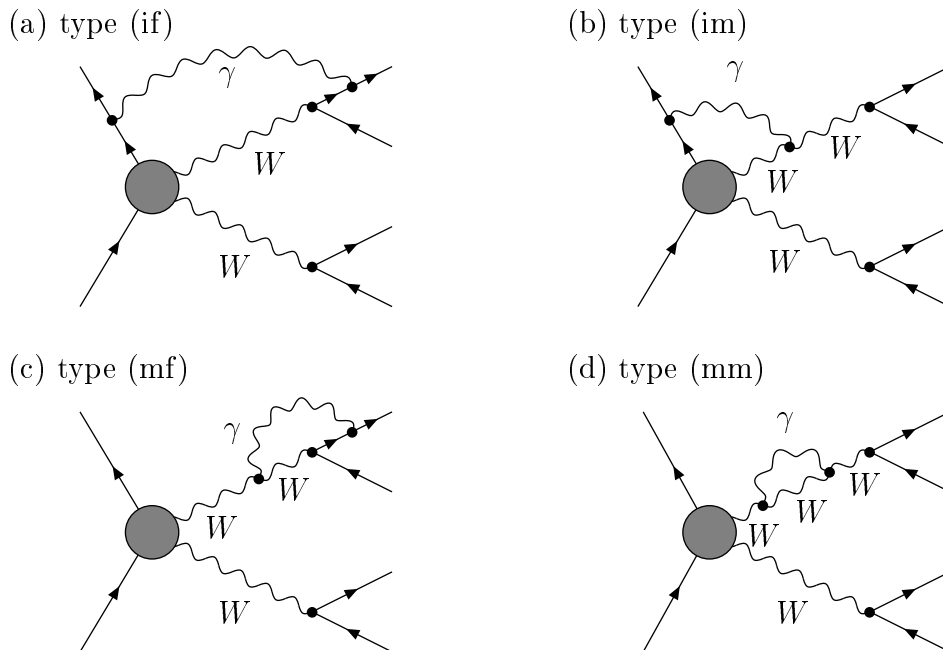 (a) type (if)
γ
W
W
(b) type (im)
γ
W
W
W
(c) type (mf)
γ
W
W
W
(d) type (mm)
γ
W
W
W
W